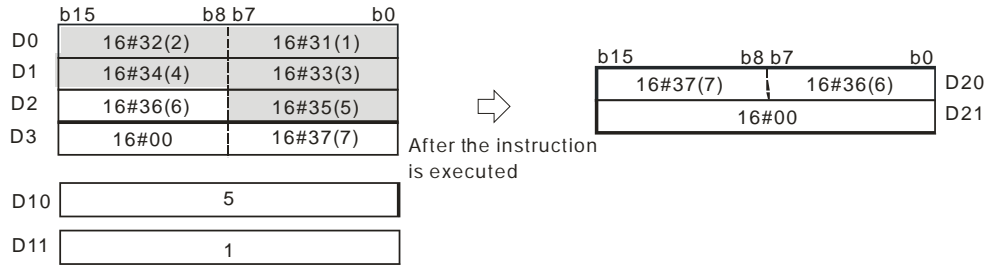 b15 b8 b7 b0
D0 16#32(2) 16#31(1)
D1 16#34(4) 16#33(3)
D2 16#36(6) 16#35(5)
D3 16#00 16#37(7)
D10 5
D11 1
After the instruction
is executed
b15 b8 b7 b0
16#37(7) 16#36(6) D20
16#00 D21